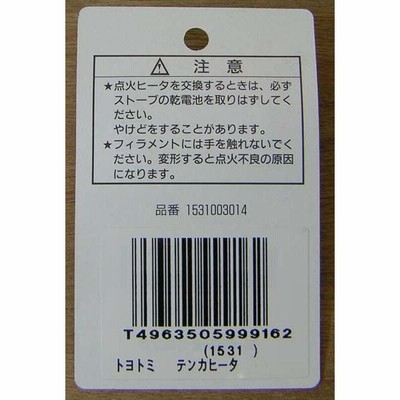 注意
★点火ヒータを交換するときは、必ず
ストーブの乾電池を取りはずしてく
ださい。
やけどをすることがあります。
★フィラメントには手を触れないでく
ださい。変形すると点火不良の原因
になります。
品番 1531003014
T4963505999162
(1531 )
トヨトミ テンカヒータ